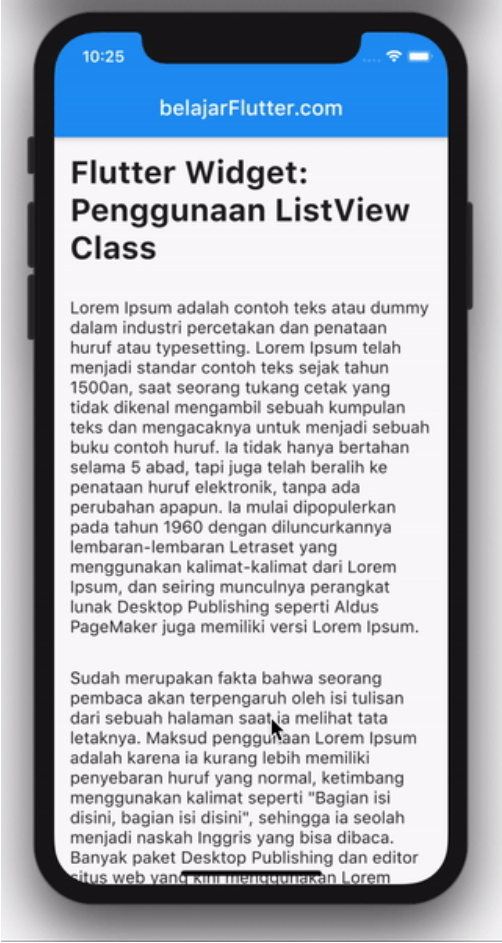 10:25
belajarFlutter.com
Flutter Widget:
Penggunaan ListView
Class
Lorem Ipsum adalah contoh teks atau dummy
dalam industri percetakan dan penataan
huruf atau typesetting. Lorem Ipsum telah
menjadi standar contoh teks sejak tahun
1500an, saat seorang tukang cetak yang
tidak dikenal mengambil sebuah kumpulan
teks dan mengacaknya untuk menjadi sebuah
buku contoh huruf. Ia tidak hanya bertahan
selama 5 abad, tapi juga telah beralih ke
penataan huruf elektronik, tanpa ada
perubahan apapun. Ia mulai dipopulerkan
pada tahun 1960 dengan diluncurkannya
lembaran-lembaran Letraset yang
menggunakan kalimat-kalimat dari Lorem
Ipsum, dan seiring munculnya perangkat
lunak Desktop Publishing seperti Aldus
PageMaker juga memiliki versi Lorem Ipsum.
Sudah merupakan fakta bahwa seorang
pembaca akan terpengaruh oleh isi tulisan
dari sebuah halaman saat ia melihat tata
letaknya. Maksud penggunaan Lorem Ipsum
adalah karena ia kurang lebih memiliki
penyebaran huruf yang normal, ketimbang
menggunakan kalimat seperti "Bagian isi
disini, bagian isi disini", sehingga ia seolah
menjadi naskah Inggris yang bisa dibaca.
Banyak paket Desktop Publishing dan editor
situs web yang kini menggunakan Lorem